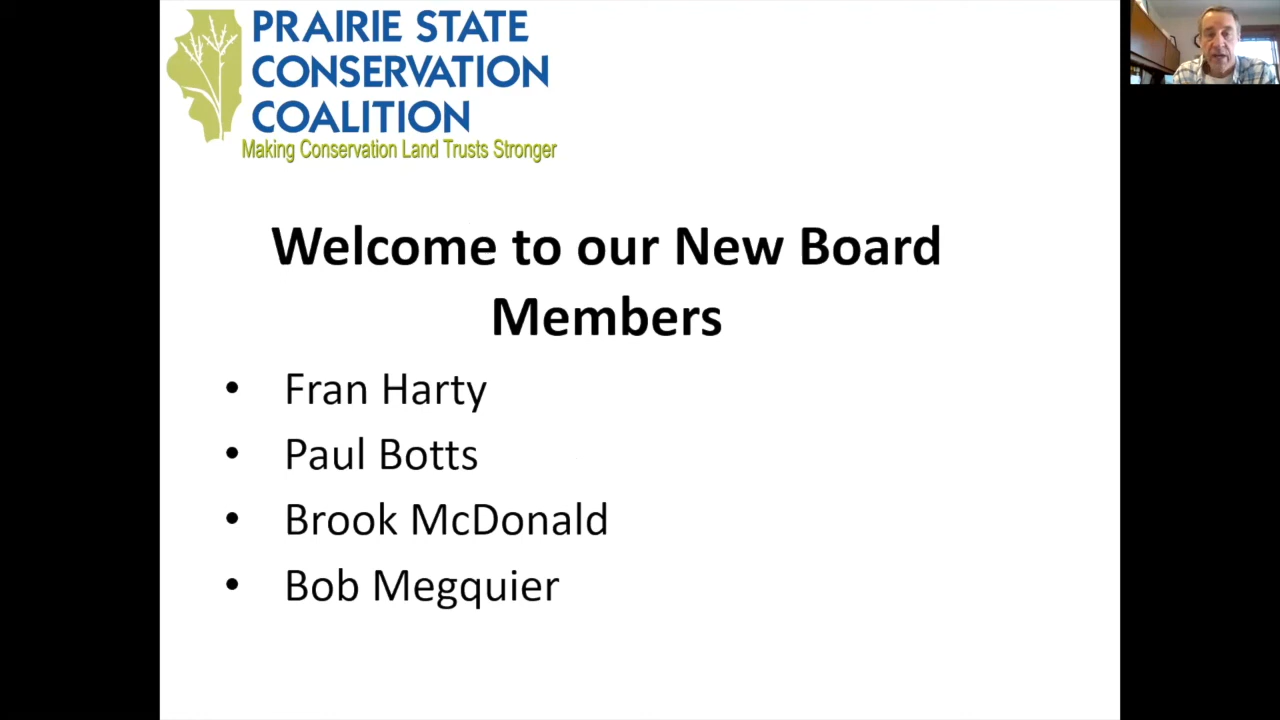 PRAIRIE STATE
CONSERVATION
COALITION
Making Conservation Land Trusts Stronger
Welcome to our New Board
Members
• Fran Harty
• Paul Botts
• Brook McDonald
• Bob Megquier